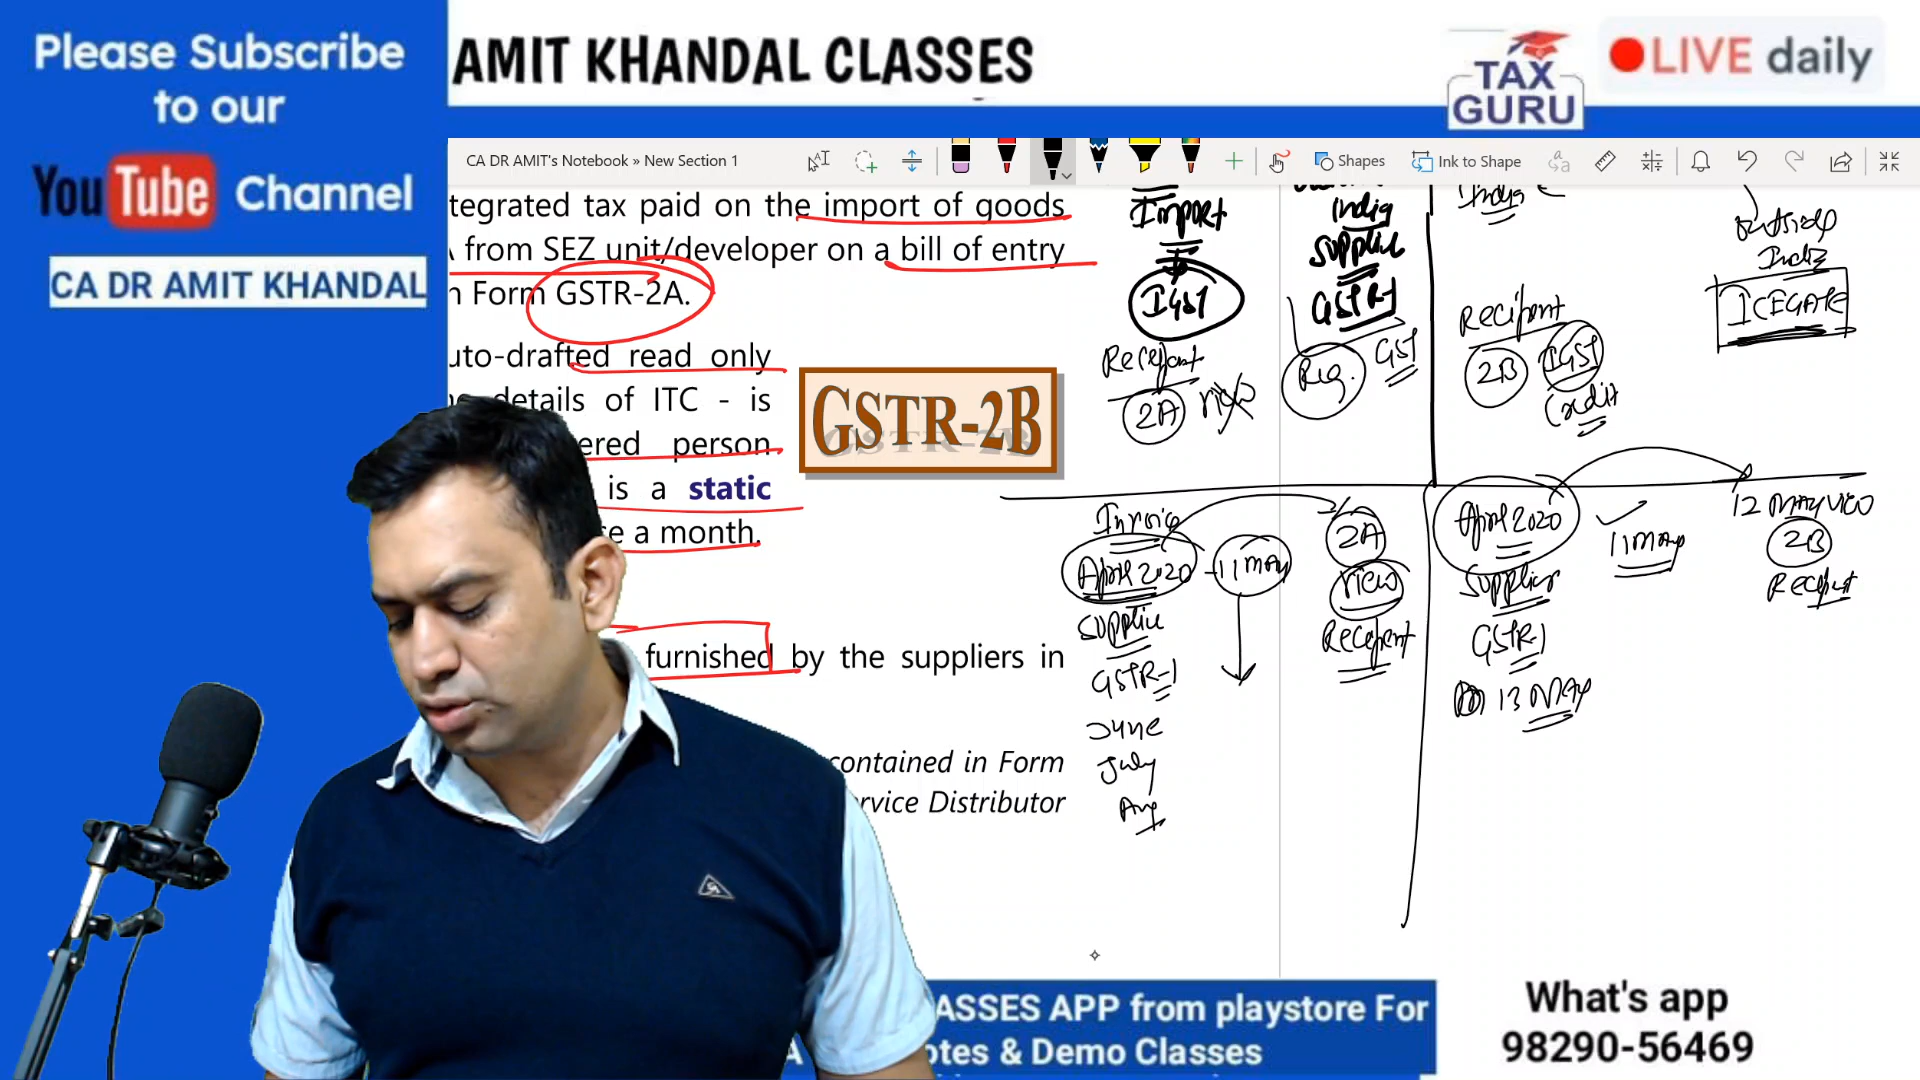 Please Subscribe
to our
YouTube Channel
CA DR AMIT KHANDAL
AMIT KHANDAL CLASSES
TAX
GURU
LIVE daily
CA DR AMIT's Notebook » New Section 1
Shapes
Ink to Shape
tegrated tax paid on the import of goods
from SEZ unit/developer on a bill of entry
n Form GSTR-2A.
uto-drafted read only
details of ITC - is
ered person
is a static
e a month.
GSTR-2B
furnished by the suppliers in
contained in Form
rvice Distributor
Import
IGST
Recipient
2A
India
Supplier
GSTR-1
Reg. GST
India
Recipient
2B IGST
Credit
Outside
India
ICEGATE
Invoice
April 2020 - 11 May
Supplier
GSTR-1
June
July
Aug
2A
View
Recipient
April 2020
11 May
Supplier
GSTR-1
13 May
12 May
2B
Recipient
ASSES APP from playstore For
otes & Demo Classes
What's app
98290-56469